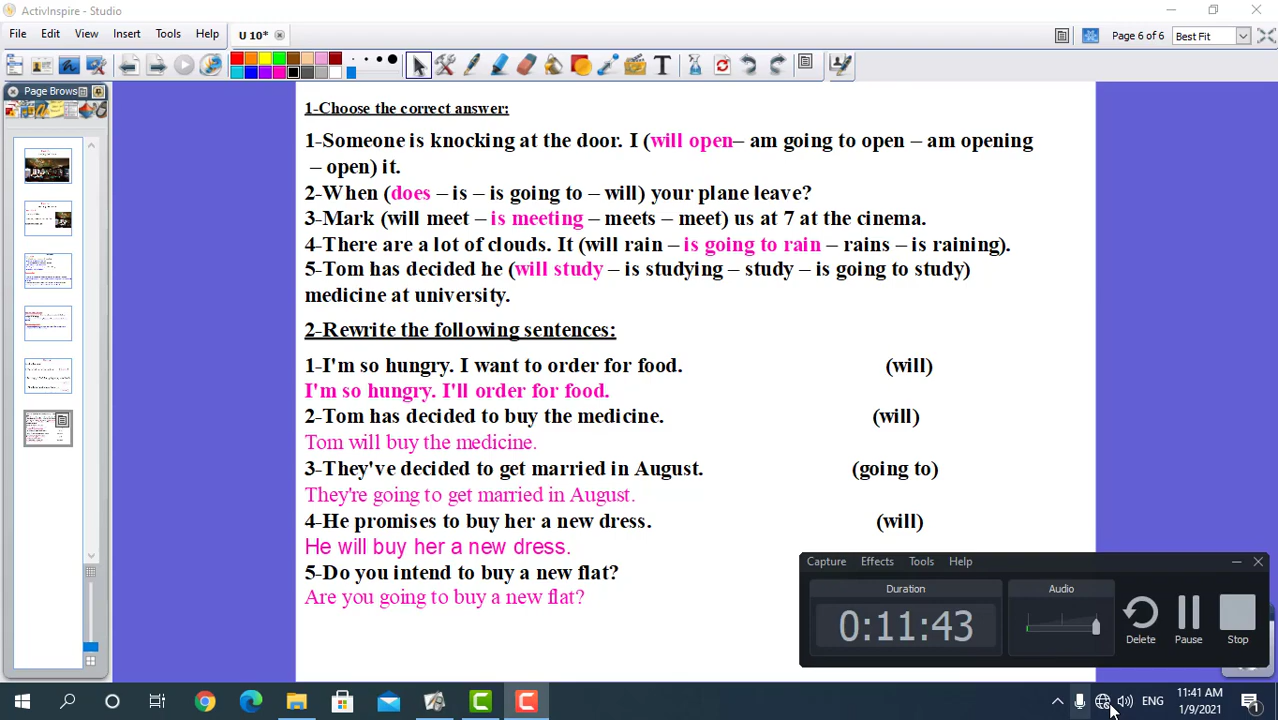 ActivInspire - Studio
File Edit View Insert Tools Help U 10* Page 6 of 6 Best Fit
Page Brows
1-Choose the correct answer:
1-Someone is knocking at the door. I (will open– am going to open – am opening
– open) it.
2-When (does – is – is going to – will) your plane leave?
3-Mark (will meet – is meeting – meets – meet) us at 7 at the cinema.
4-There are a lot of clouds. It (will rain – is going to rain – rains – is raining).
5-Tom has decided he (will study – is studying – study – is going to study)
medicine at university.
2-Rewrite the following sentences:
1-I'm so hungry. I want to order for food. (will)
I'm so hungry. I'll order for food.
2-Tom has decided to buy the medicine. (will)
Tom will buy the medicine.
3-They've decided to get married in August. (going to)
They're going to get married in August.
4-He promises to buy her a new dress. (will)
He will buy her a new dress.
5-Do you intend to buy a new flat?
Are you going to buy a new flat?
Capture Effects Tools Help
Duration Audio
0:11:43
Delete Pause Stop
ENG
11:41 AM
1/9/2021
1